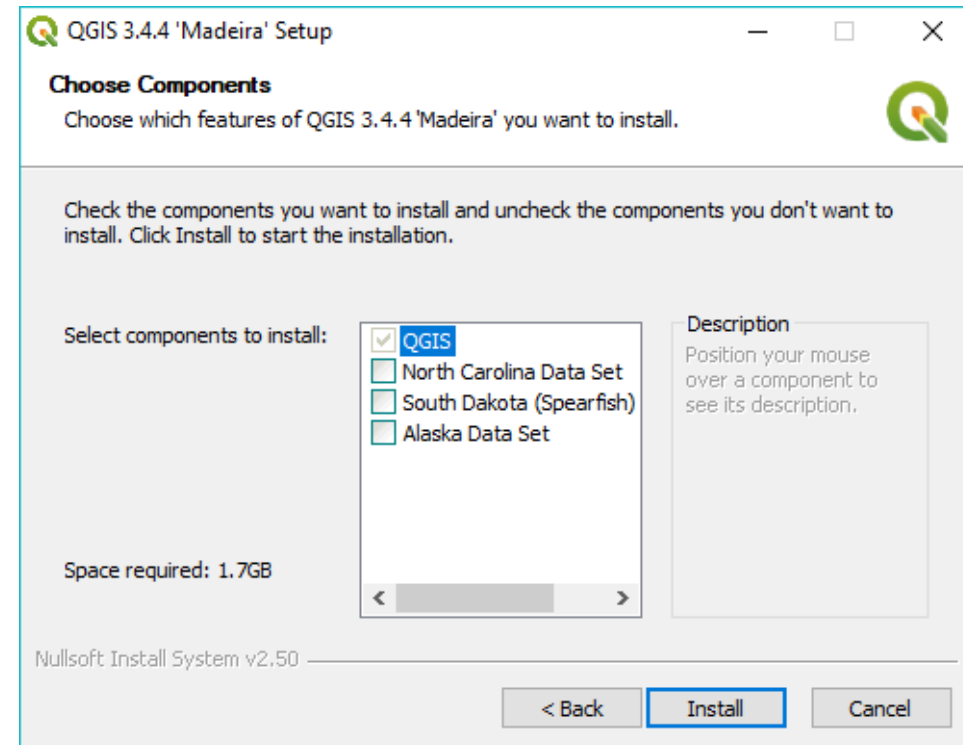 QGIS 3.4.4 'Madeira' Setup
Choose Components
Choose which features of QGIS 3.4.4 'Madeira' you want to install.
Check the components you want to install and uncheck the components you don't want to
install. Click Install to start the installation.
Select components to install:
QGIS
North Carolina Data Set
South Dakota (Spearfish)
Alaska Data Set
Description
Position your mouse
over a component to
see its description.
Space required: 1.7GB
Nullsoft Install System v2.50
< Back
Install
Cancel